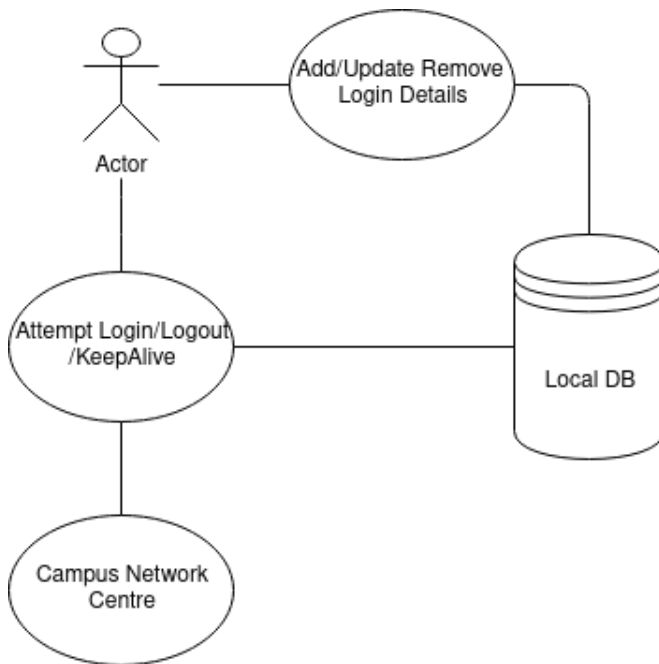 Add/Update Remove
Login Details
Actor
Attempt Login/Logout
/KeepAlive
Local DB
Campus Network
Centre